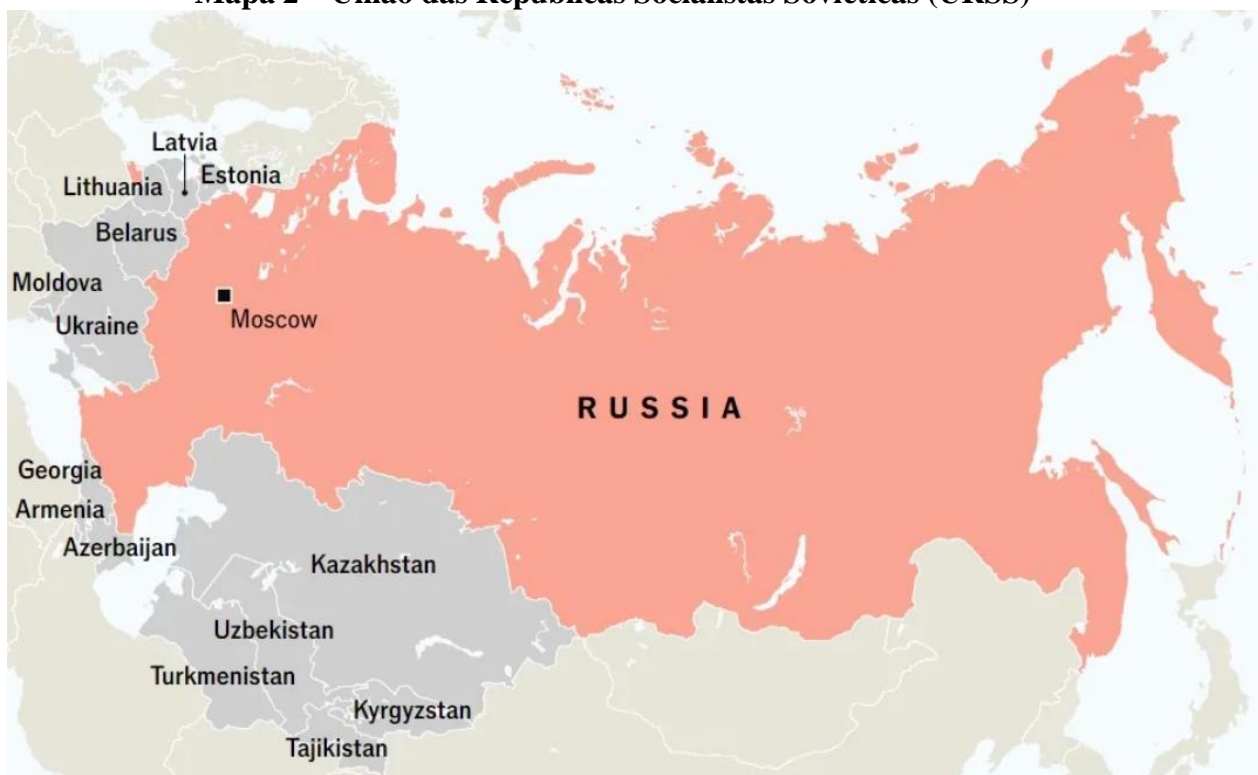 Mapa 2 – União das Repúblicas Socialistas Soviéticas (URSS)
Latvia
Estonia
Lithuania
Belarus
Moldova
Ukraine
Moscow
RUSSIA
Georgia
Armenia
Azerbaijan
Kazakhstan
Uzbekistan
Turkmenistan
Kyrgyzstan
Tajikistan